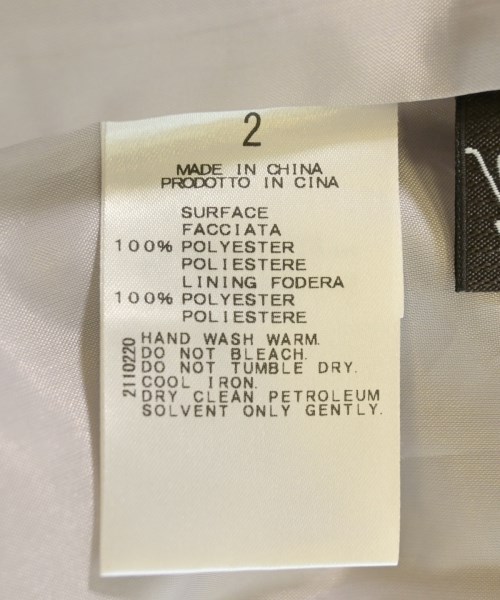 2
MADE IN CHINA
PRODOTTO IN CINA
SURFACE
FACCIATA
100% POLYESTER
POLIESTERE
LINING FODERA
100% POLYESTER
POLIESTERE
2110220
HAND WASH WARM.
DO NOT BLEACH.
DO NOT TUMBLE DRY.
COOL IRON.
DRY CLEAN PETROLEUM
SOLVENT ONLY GENTLY.